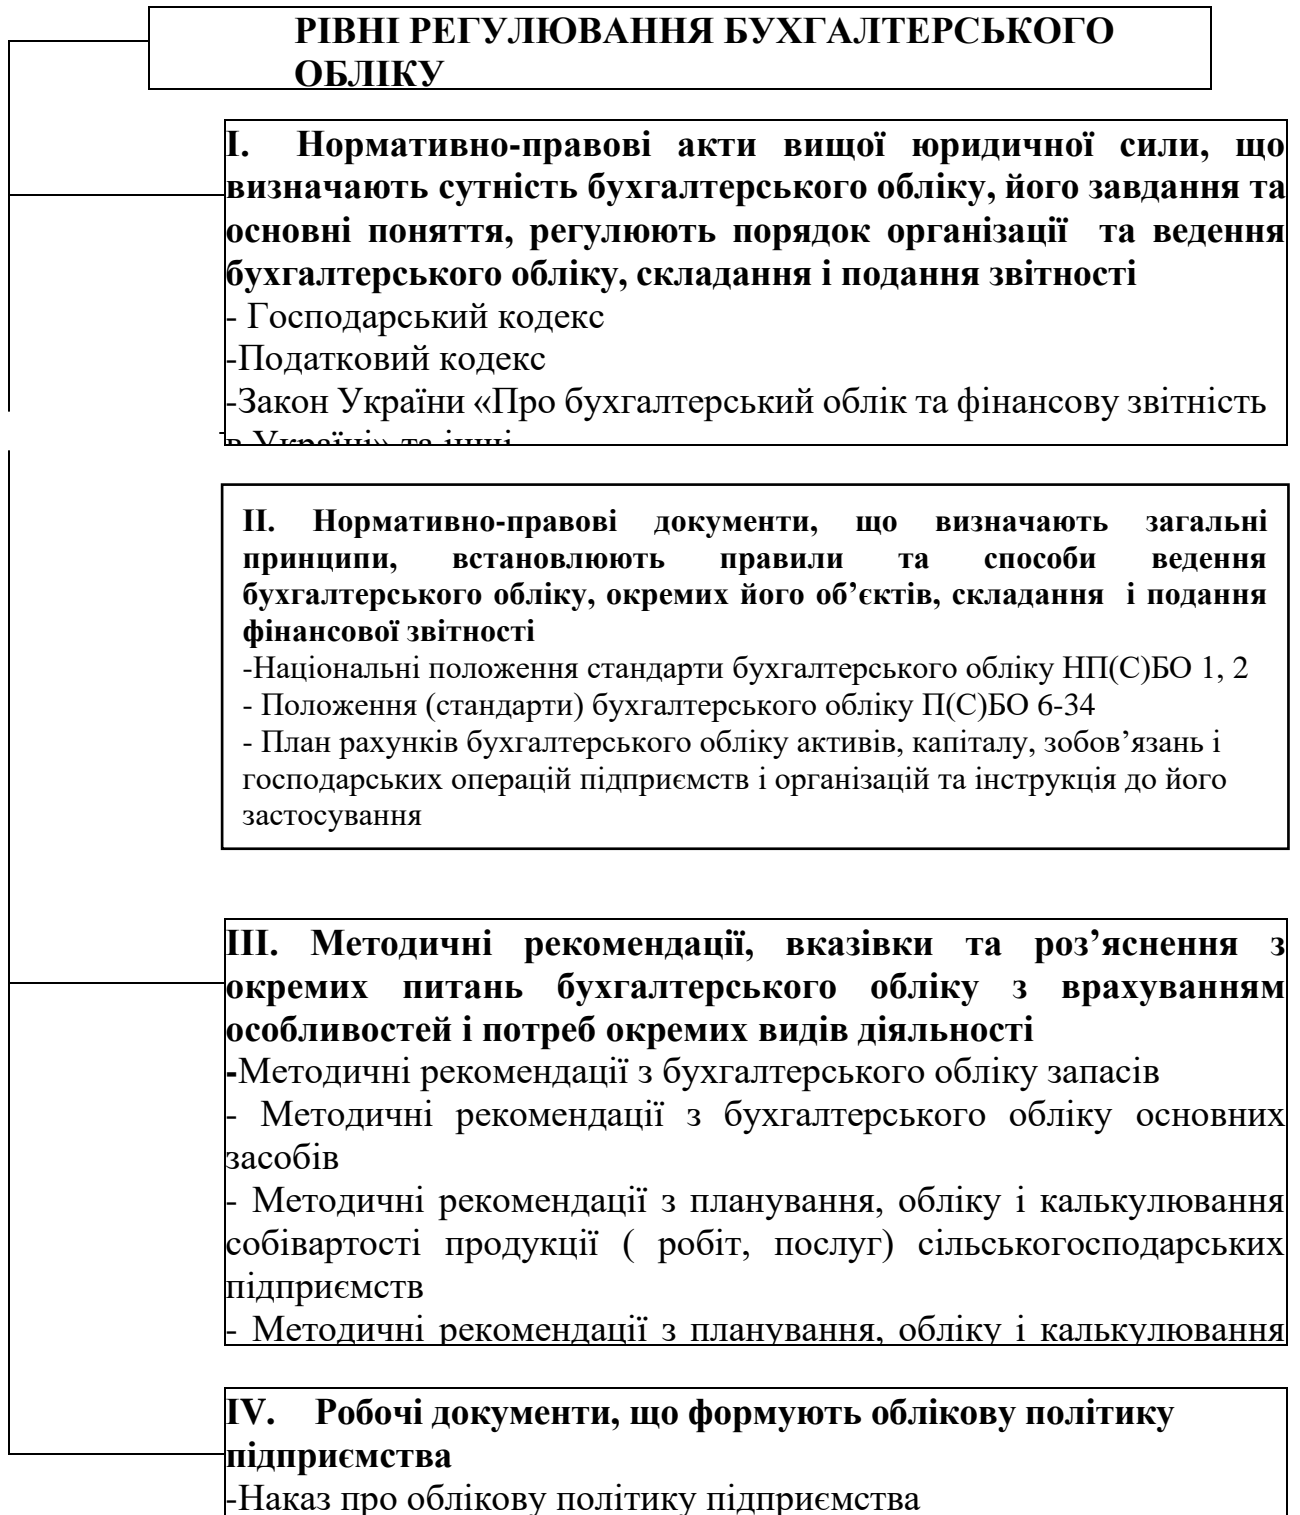 РІВНІ РЕГУЛЮВАННЯ БУХГАЛТЕРСЬКОГО
ОБЛІКУ
I. Нормативно-правові акти вищої юридичної сили, що
визначають сутність бухгалтерського обліку, його завдання та
основні поняття, регулюють порядок організації та ведення
бухгалтерського обліку, складання і подання звітності
- Господарський кодекс
-Податковий кодекс
-Закон України «Про бухгалтерський облік та фінансову звітність
в Україні» та інші
II. Нормативно-правові документи, що визначають загальні
принципи, встановлюють правили та способи ведення
бухгалтерського обліку, окремих його об’єктів, складання і подання
фінансової звітності
-Національні положення стандарти бухгалтерського обліку НП(С)БО 1, 2
- Положення (стандарти) бухгалтерського обліку П(С)БО 6-34
- План рахунків бухгалтерського обліку активів, капіталу, зобов’язань і
господарських операцій підприємств і організацій та інструкція до його
застосування
III. Методичні рекомендації, вказівки та роз’яснення з
окремих питань бухгалтерського обліку з врахуванням
особливостей і потреб окремих видів діяльності
-Методичні рекомендації з бухгалтерського обліку запасів
- Методичні рекомендації з бухгалтерського обліку основних
засобів
- Методичні рекомендації з планування, обліку і калькулювання
собівартості продукції ( робіт, послуг) сільськогосподарських
підприємств
- Методичні рекомендації з планування, обліку і калькулювання
IV. Робочі документи, що формують облікову політику
підприємства
-Наказ про облікову політику підприємства